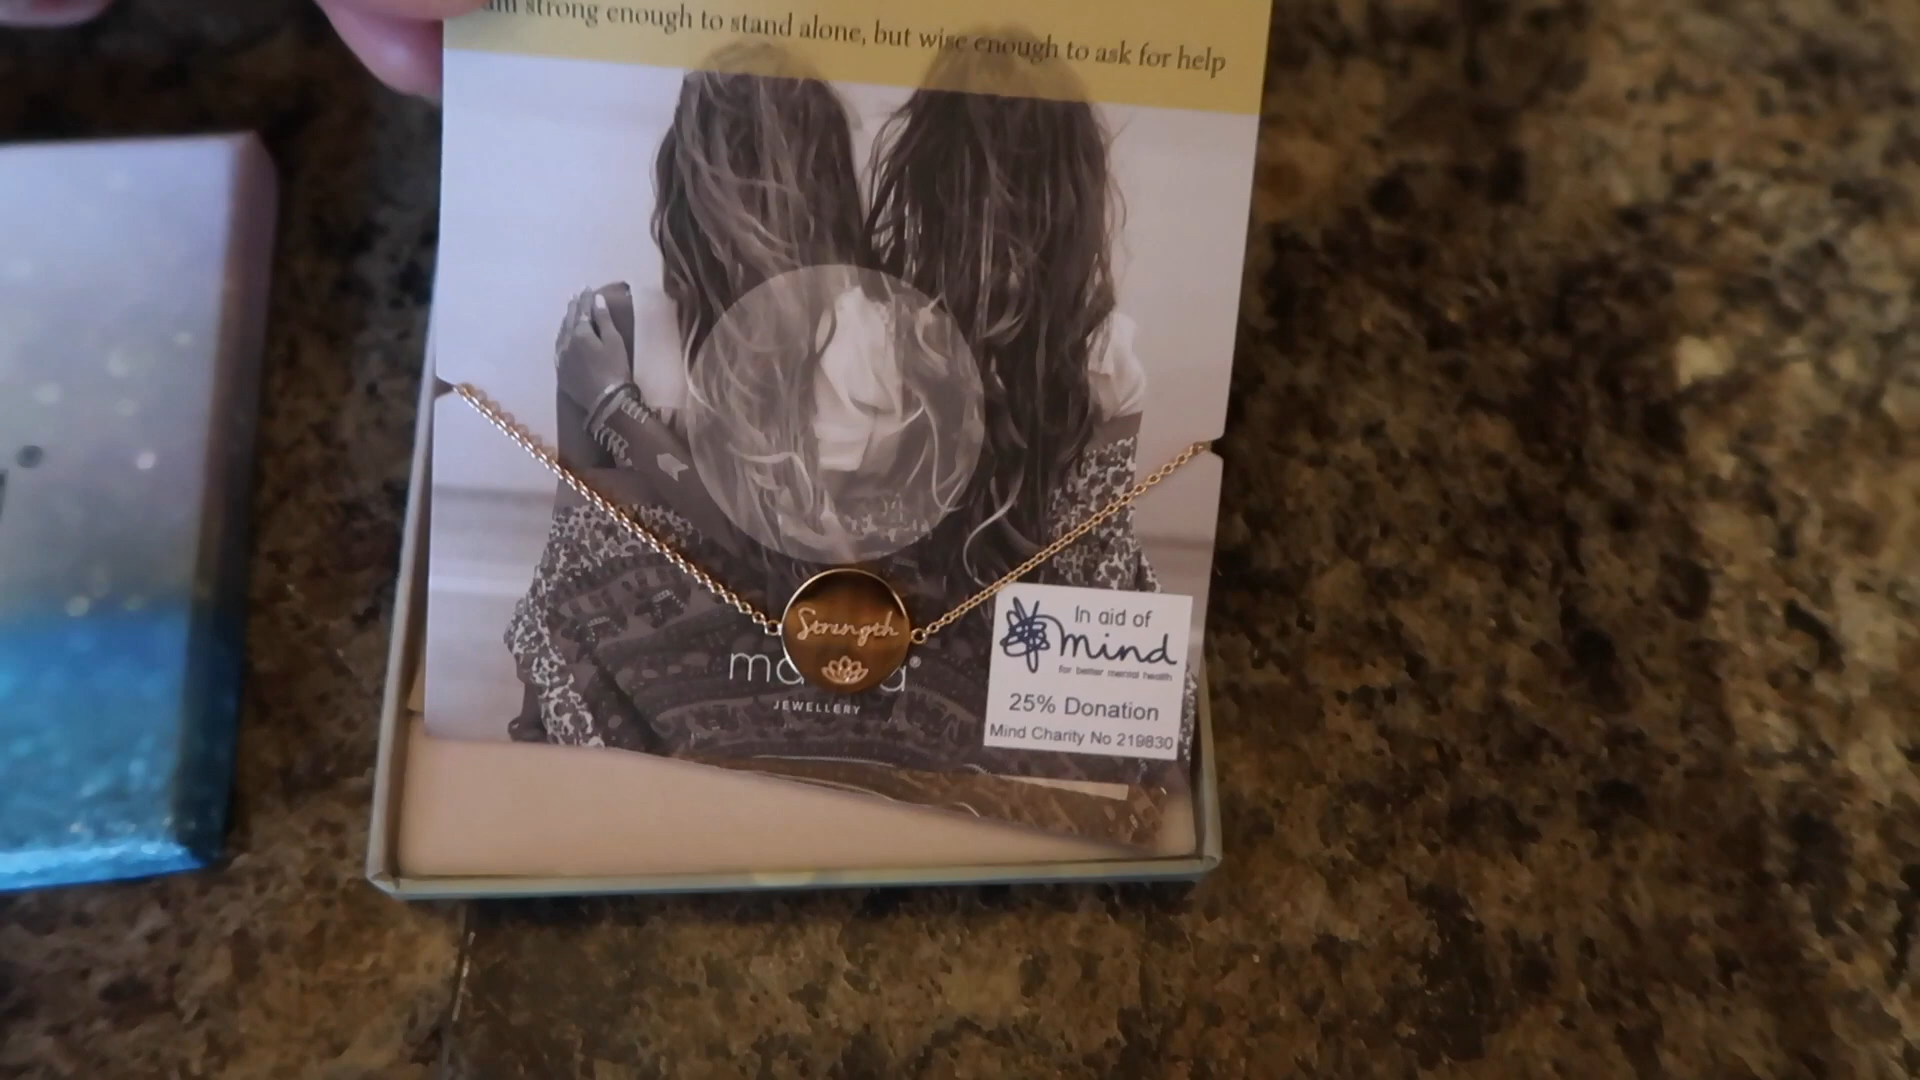 am strong enough to stand alone, but wise enough to ask for help
Strength
JEWELLERY
In aid of
mind
for better mental health
25% Donation
Mind Charity No 219830